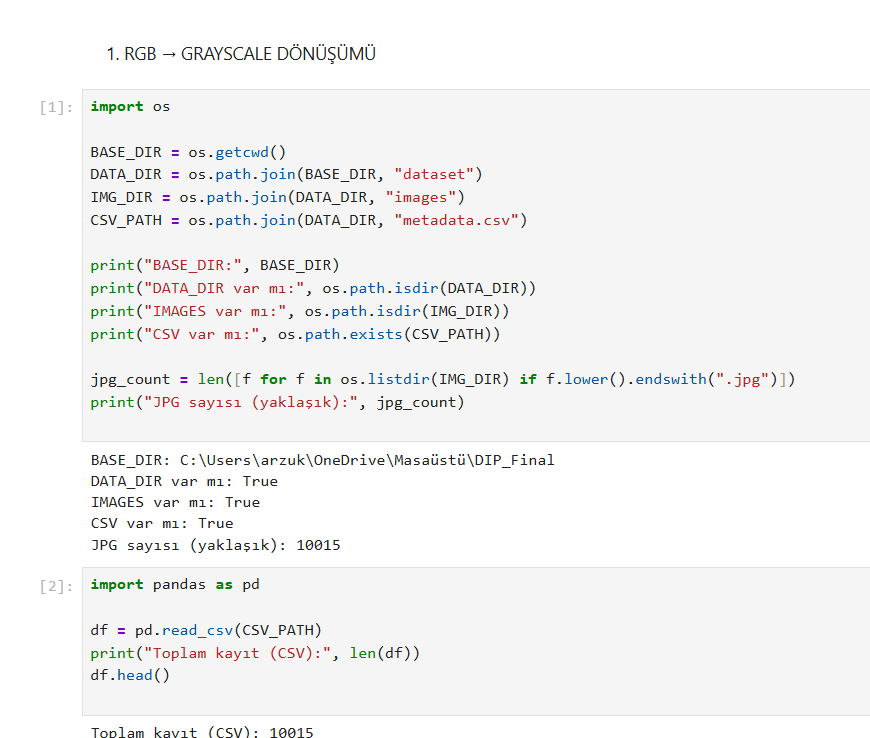 1. RGB → GRAYSCALE DÖNÜŞÜMÜ
[1]:
import os
BASE_DIR = os.getcwd()
DATA_DIR = os.path.join(BASE_DIR, "dataset")
IMG_DIR = os.path.join(DATA_DIR, "images")
CSV_PATH = os.path.join(DATA_DIR, "metadata.csv")
print("BASE_DIR:", BASE_DIR)
print("DATA_DIR var mı:", os.path.isdir(DATA_DIR))
print("IMAGES var mı:", os.path.isdir(IMG_DIR))
print("CSV var mı:", os.path.exists(CSV_PATH))
jpg_count = len([f for f in os.listdir(IMG_DIR) if f.lower().endswith(".jpg")])
print("JPG sayısı (yaklaşık):", jpg_count)
BASE_DIR: C:\Users\arzuk\OneDrive\Masaüstü\DIP_Final
DATA_DIR var mı: True
IMAGES var mı: True
CSV var mı: True
JPG sayısı (yaklaşık): 10015
[2]:
import pandas as pd
df = pd.read_csv(CSV_PATH)
print("Toplam kayıt (CSV):", len(df))
df.head()
Toplam kayıt (CSV): 10015